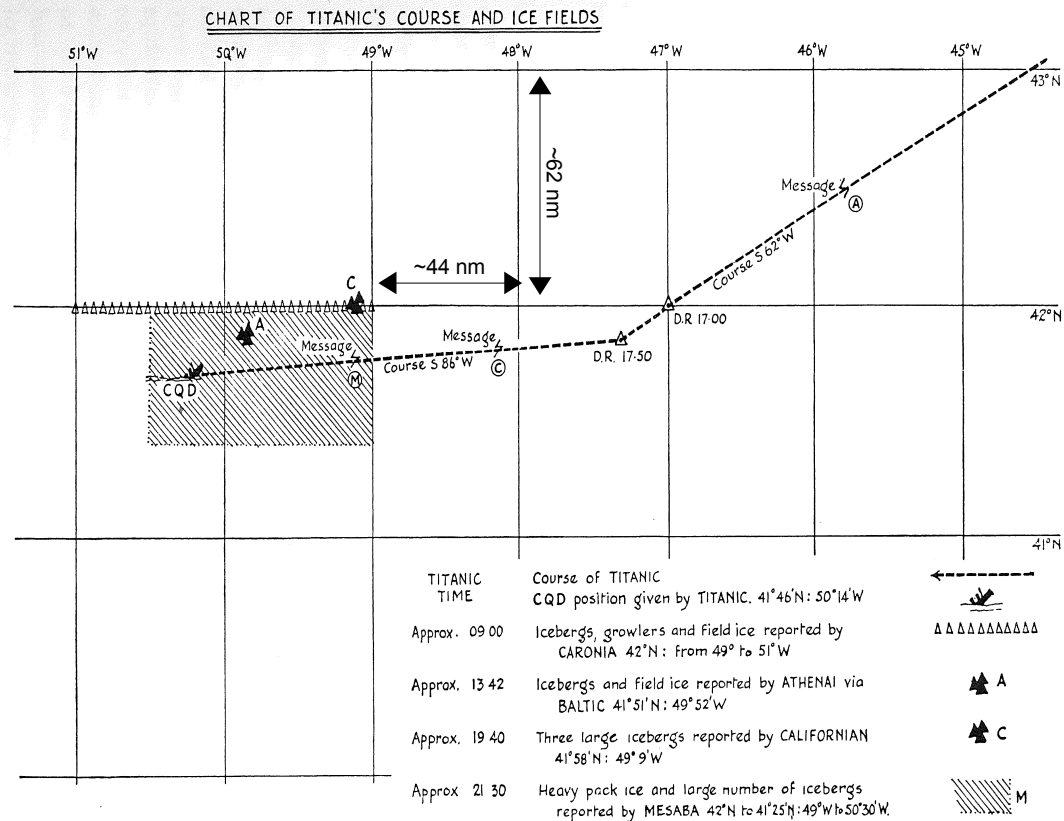 CHART OF TITANIC'S COURSE AND ICE FIELDS
51°W 50°W 49°W 48°W 47°W 46°W 45°W
43°N
~62 nm
Message
A
Course S 62° W
~44 nm
C
42°N
D.R 17·00
A
Message
Message
D.R. 17·50
Course S 86° W
M
C
CQD
41°N
TITANIC TIME
Course of TITANIC
CQD position given by TITANIC. 41°46'N: 50°14'W
Approx. 09 00 Icebergs, growlers and field ice reported by
CARONIA 42°N: from 49° to 51°W
Approx. 13 42 Icebergs and field ice reported by ATHENAI via A
BALTIC 41°51'N: 49°52'W
Approx. 19 40 Three large icebergs reported by CALIFORNIAN C
41°58'N: 49°9'W
Approx 21 30 Heavy pack ice and large number of icebergs M
reported by MESABA 42°N to 41°25'N: 49°W to 50°30'W.